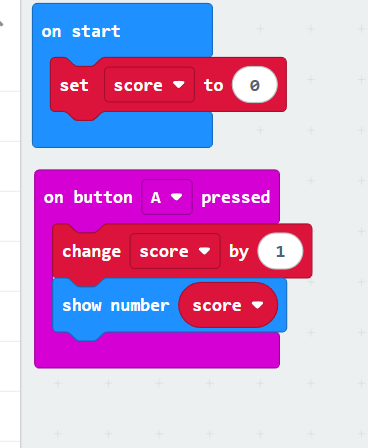 on start
set score to 0
on button A pressed
change score by 1
show number score